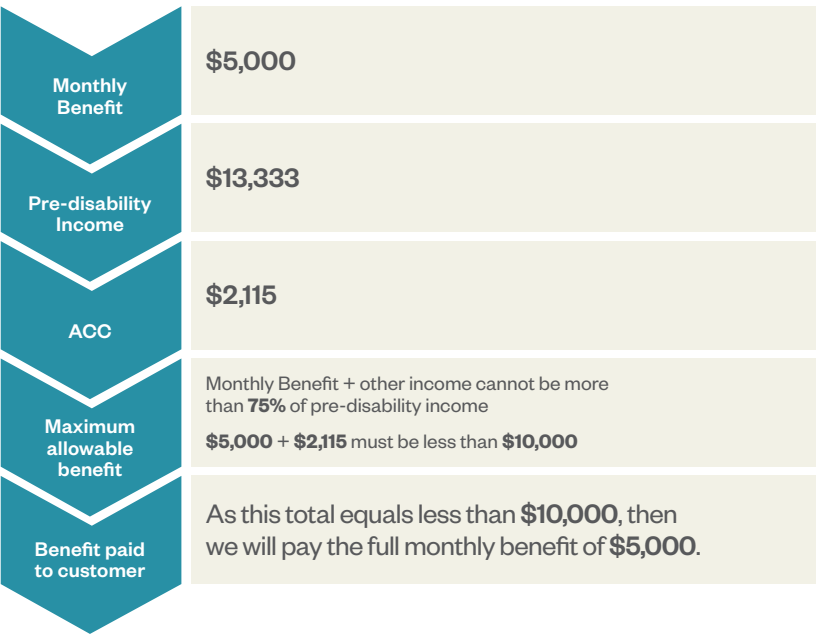 Monthly
Benefit
$5,000
Pre-disability
Income
$13,333
ACC
$2,115
Maximum
allowable
benefit
Monthly Benefit + other income cannot be more
than 75% of pre-disability income
$5,000 + $2,115 must be less than $10,000
Benefit paid
to customer
As this total equals less than $10,000, then
we will pay the full monthly benefit of $5,000.